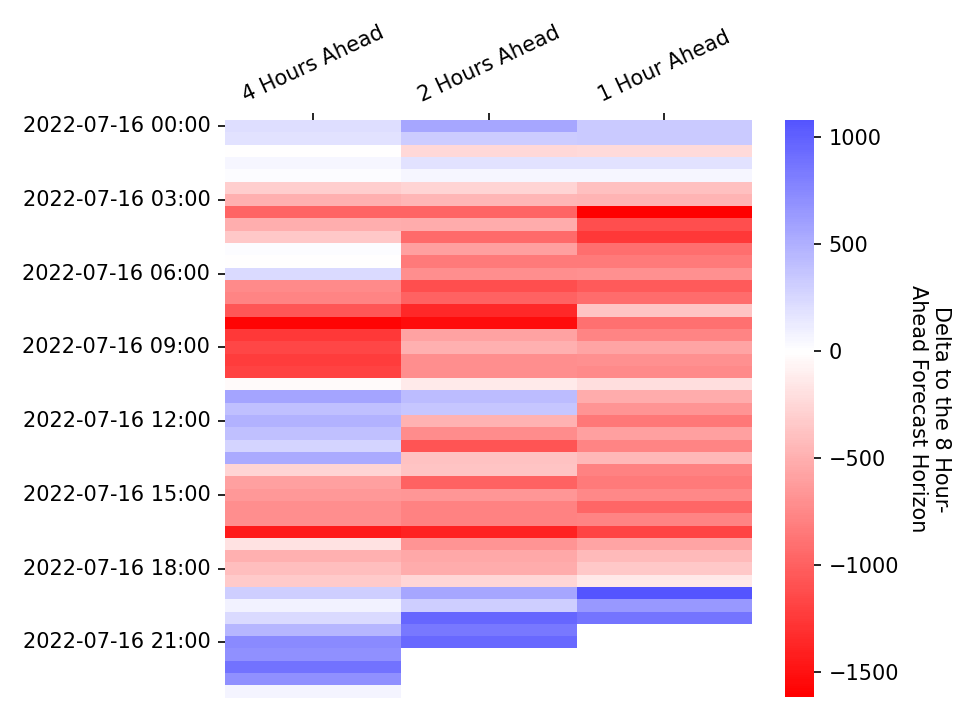 4 Hours Ahead
2 Hours Ahead
1 Hour Ahead
2022-07-16 00:00
2022-07-16 03:00
2022-07-16 06:00
2022-07-16 09:00
2022-07-16 12:00
2022-07-16 15:00
2022-07-16 18:00
2022-07-16 21:00
1000
500
0
−500
−1000
−1500
Delta to the 8 Hour-
Ahead Forecast Horizon